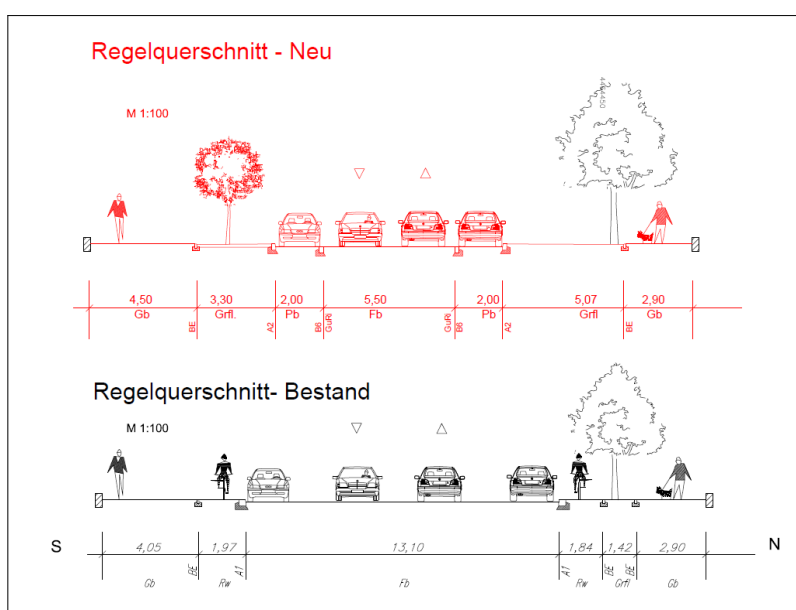 Regelquerschnitt - Neu
M 1:100
4,50 3,30 2,00 5,50 2,00 5,07 2,90
Gb BE Grfl. A2 Pb B6 GuRi Fb GuRi B6 Pb A2 Grfl BE Gb
Regelquerschnitt- Bestand
M 1:100
S N
4,05 1,97 13,10 1,84 1,42 2,90
Gb BE Rw A1 Fb A1 Rw BE Grfl BE Gb